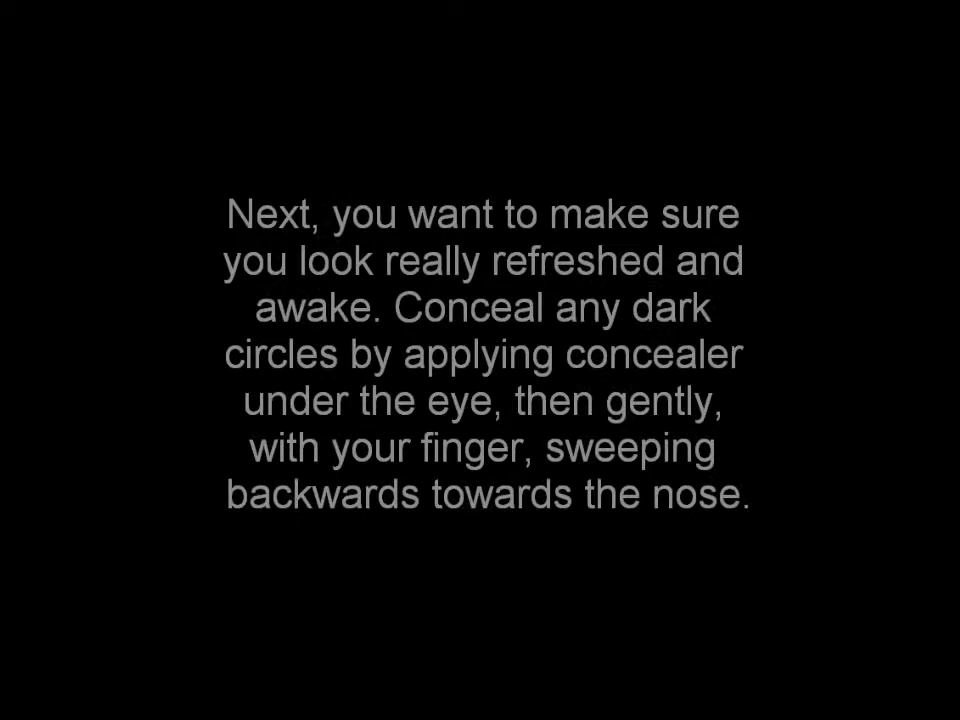 Next, you want to make sure
you look really refreshed and
awake. Conceal any dark
circles by applying concealer
under the eye, then gently,
with your finger, sweeping
backwards towards the nose.